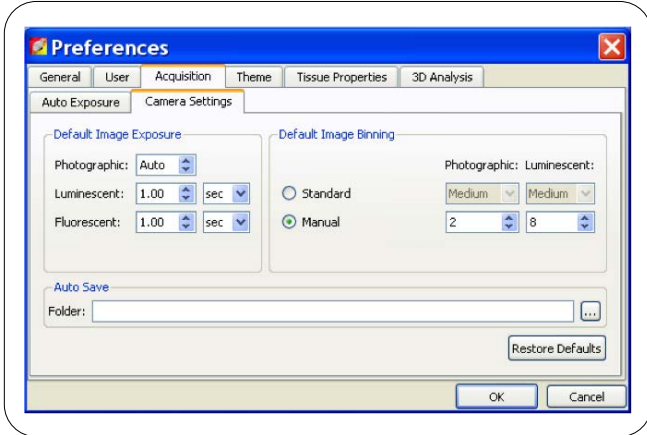 Preferences
General User Acquisition Theme Tissue Properties 3D Analysis
Auto Exposure Camera Settings
Default Image Exposure
Photographic: Auto
Luminescent: 1.00 sec
Fluorescent: 1.00 sec
Default Image Binning
Photographic: Luminescent:
Standard Medium Medium
Manual 2 8
Auto Save
Folder: ...
Restore Defaults
OK Cancel